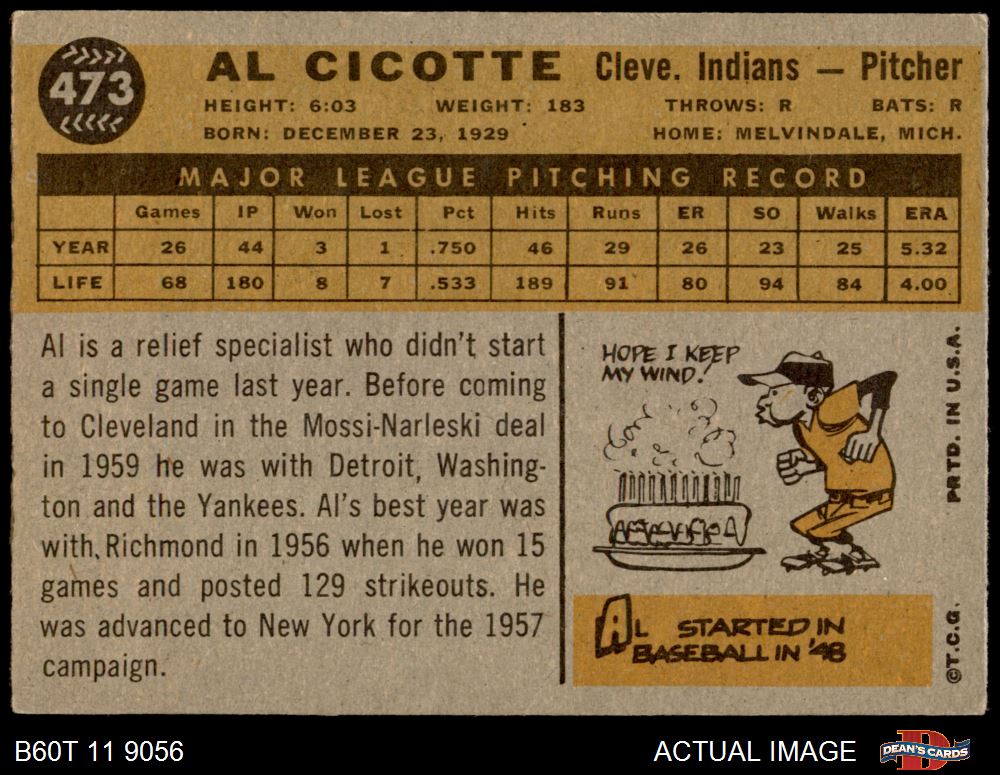 473
AL CICOTTE Cleve. Indians — Pitcher
HEIGHT: 6:03 WEIGHT: 183 THROWS: R BATS: R
BORN: DECEMBER 23, 1929 HOME: MELVINDALE, MICH.
MAJOR LEAGUE PITCHING RECORD
Games IP Won Lost Pct Hits Runs ER SO Walks ERA
YEAR 26 44 3 1 .750 46 29 26 23 25 5.32
LIFE 68 180 8 7 .533 189 91 80 94 84 4.00
Al is a relief specialist who didn't start
a single game last year. Before coming
to Cleveland in the Mossi-Narleski deal
in 1959 he was with Detroit, Washing-
ton and the Yankees. Al's best year was
with Richmond in 1956 when he won 15
games and posted 129 strikeouts. He
was advanced to New York for the 1957
campaign.
HOPE I KEEP
MY WIND!
AL STARTED IN
BASEBALL IN '48
©T.C.G. PRTD. IN U.S.A.
B60T 11 9056 ACTUAL IMAGE DEAN'S CARDS